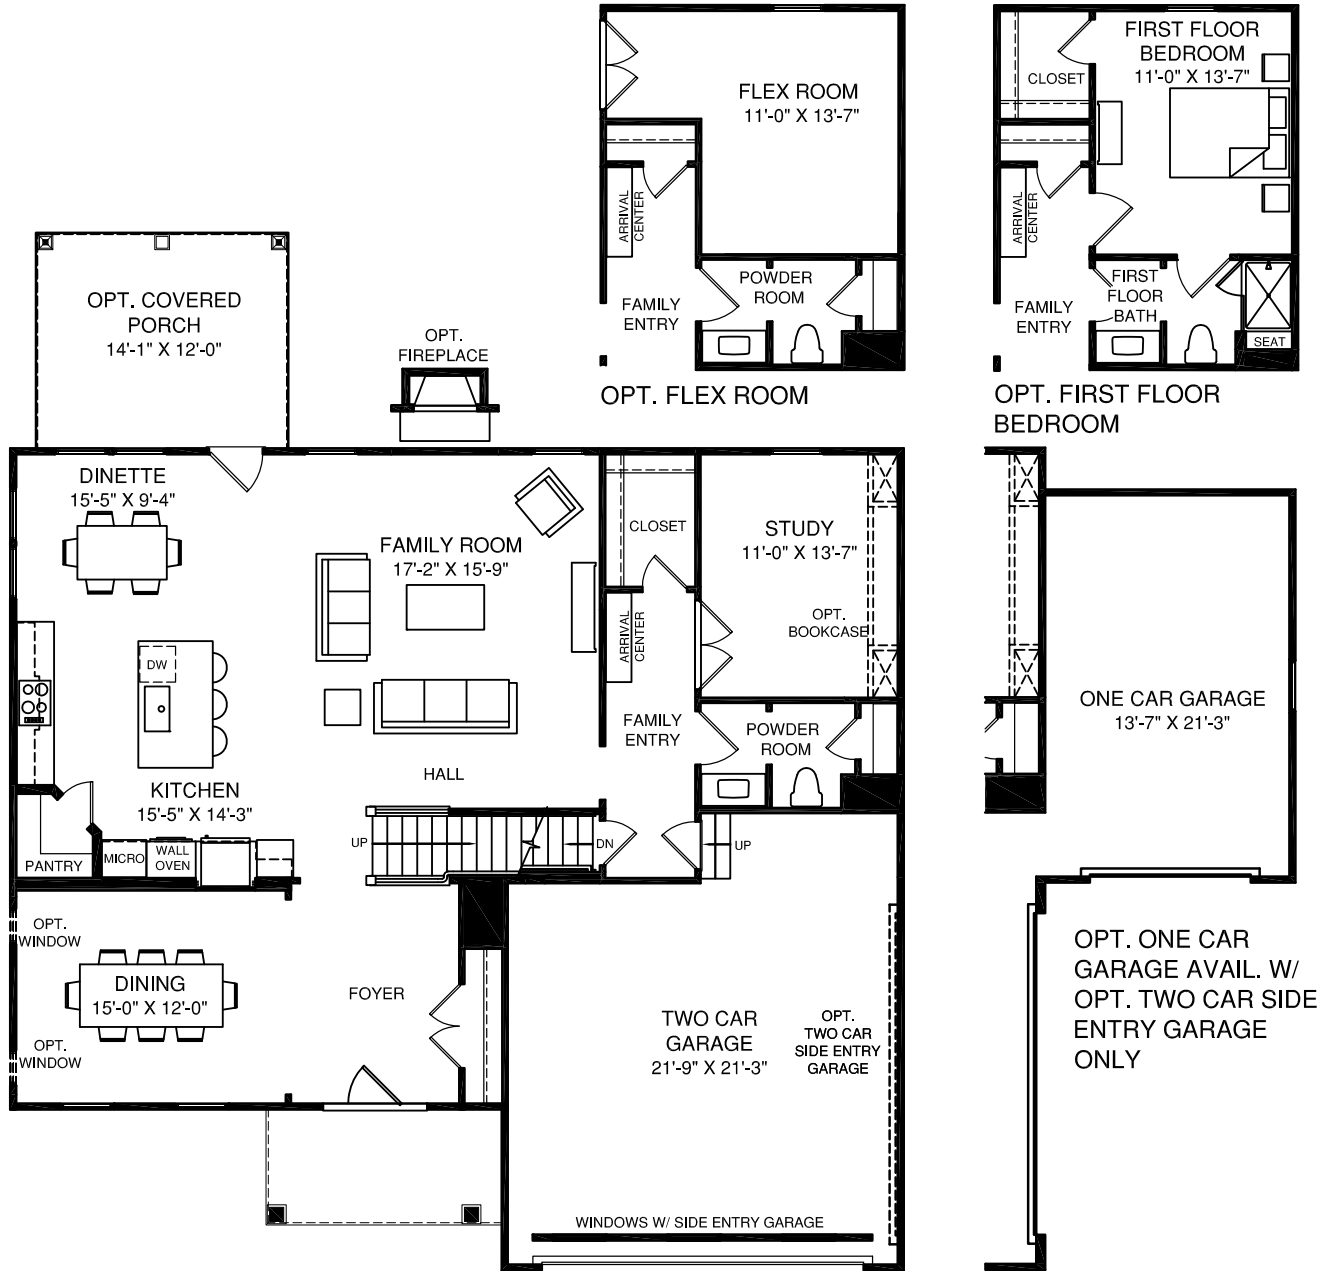 FLEX ROOM
11'-0" X 13'-7"
ARRIVAL
CENTER
FAMILY
ENTRY
POWDER
ROOM
OPT. FLEX ROOM
FIRST FLOOR
BEDROOM
11'-0" X 13'-7"
CLOSET
ARRIVAL
CENTER
FAMILY
ENTRY
FIRST
FLOOR
BATH
SEAT
OPT. FIRST FLOOR
BEDROOM
OPT. COVERED
PORCH
14'-1" X 12'-0"
OPT.
FIREPLACE
DINETTE
15'-5" X 9'-4"
FAMILY ROOM
17'-2" X 15'-9"
CLOSET
STUDY
11'-0" X 13'-7"
OPT.
BOOKCASE
ARRIVAL
CENTER
DW
FAMILY
ENTRY
POWDER
ROOM
HALL
KITCHEN
15'-5" X 14'-3"
UP
DN
UP
PANTRY
MICRO
WALL
OVEN
OPT.
WINDOW
DINING
15'-0" X 12'-0"
FOYER
OPT.
WINDOW
TWO CAR
GARAGE
21'-9" X 21'-3"
OPT.
TWO CAR
SIDE ENTRY
GARAGE
WINDOWS W/ SIDE ENTRY GARAGE
ONE CAR GARAGE
13'-7" X 21'-3"
OPT. ONE CAR
GARAGE AVAIL. W/
OPT. TWO CAR SIDE
ENTRY GARAGE
ONLY